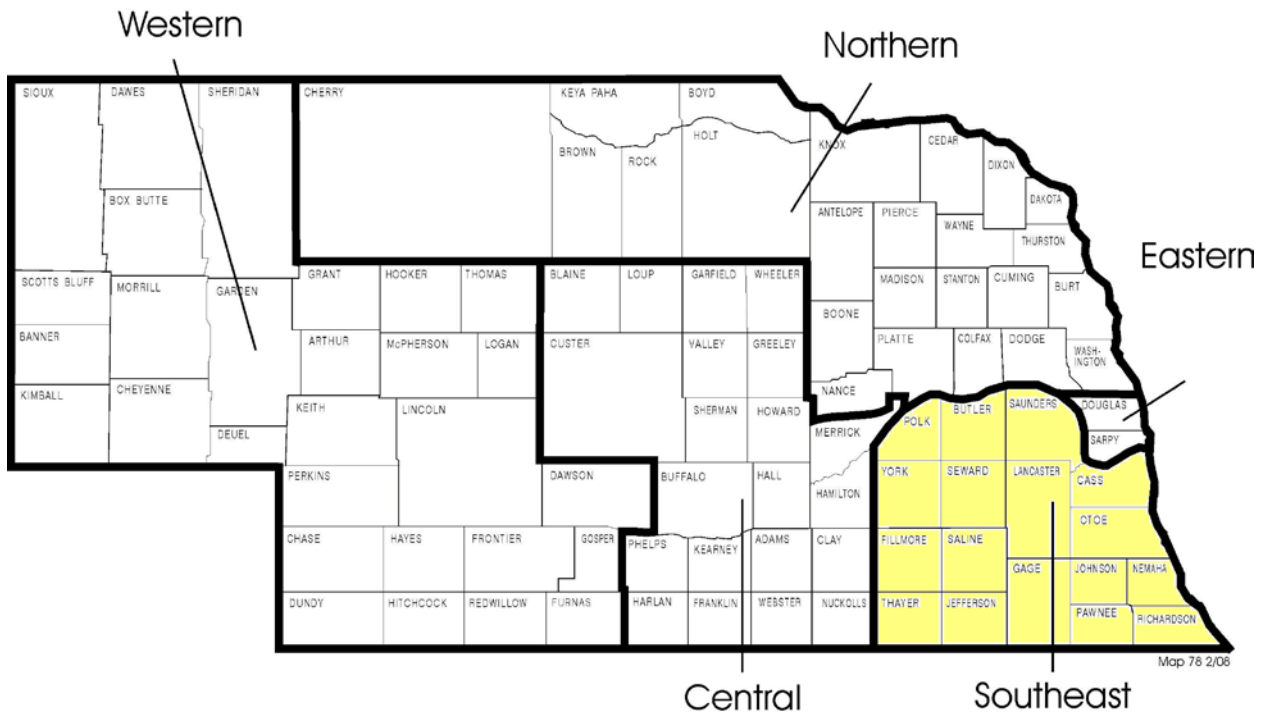 Western
Northern
SIOUX DAWES SHERIDAN CHERRY KEYA PAHA BOYD
HOLT
KNOX CEDAR
BROWN ROCK DIXON
BOX BUTTE DAKOTA
ANTELOPE PIERCE
WAYNE
THURSTON
Eastern
GRANT HOOKER THOMAS BLAINE LOUP GARFIELD WHEELER
SCOTTS BLUFF MORRILL GARDEN MADISON STANTON CUMING BURT
BOONE
BANNER ARTHUR McPHERSON LOGAN CUSTER YALLEY GREELEY PLATTE COLFAX DODGE WASH-
INGTON
KIMBALL CHEYENNE NANCE
KEITH LINCOLN SHERMAN HOWARD POLK BUTLER SAUNDERS DOUGLAS
DEUEL MERRICK SARPY
PERKINS DAWSON BUFFALO HALL YORK SEWARD LANCASTER CASS
HAMILTON
OTOE
CHASE HAYES FRONTIER GOSPER PHELPS KEARNEY ADAMS CLAY FILLMORE SALINE
GAGE JOHNSON NEMAHA
DUNDY HITCHCOCK REDWILLOW FURNAS HARLAN FRANKLIN WEBSTER NUCKOLLS THAYER JEFFERSON PAWNEE RICHARDSON
Map 78 2/08
Central Southeast